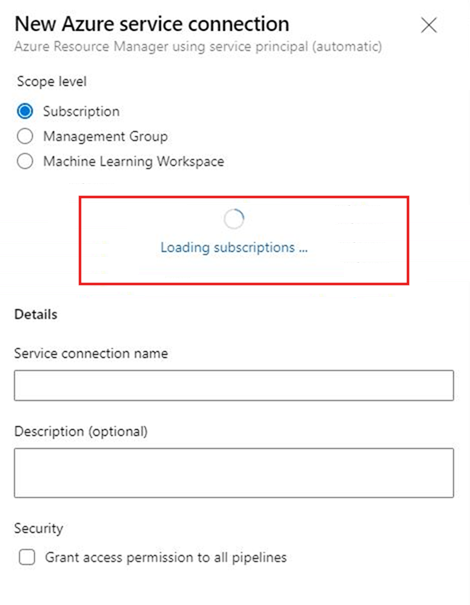 New Azure service connection
Azure Resource Manager using service principal (automatic)
Scope level
Subscription
Management Group
Machine Learning Workspace
Loading subscriptions ...
Details
Service connection name
Description (optional)
Security
Grant access permission to all pipelines